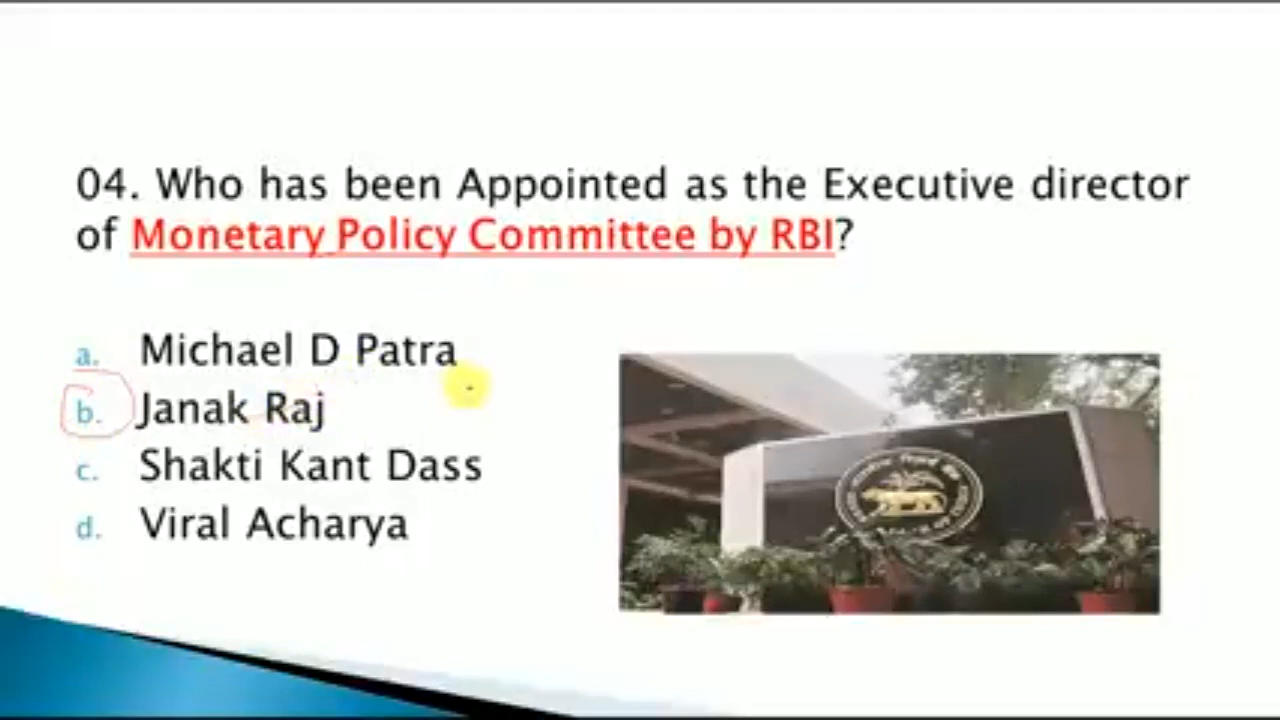 04. Who has been Appointed as the Executive director
of Monetary Policy Committee by RBI?
a. Michael D Patra
b. Janak Raj
c. Shakti Kant Dass
d. Viral Acharya